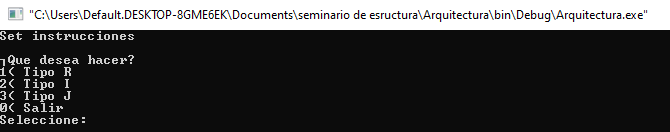 "C:\Users\Default.DESKTOP-8GME6EK\Documents\seminario de esructura\Arquitectura\bin\Debug\Arquitectura.exe"
Set instrucciones
┐Que desea hacer?
1< Tipo R
2< Tipo I
3< Tipo J
0< Salir
Seleccione: